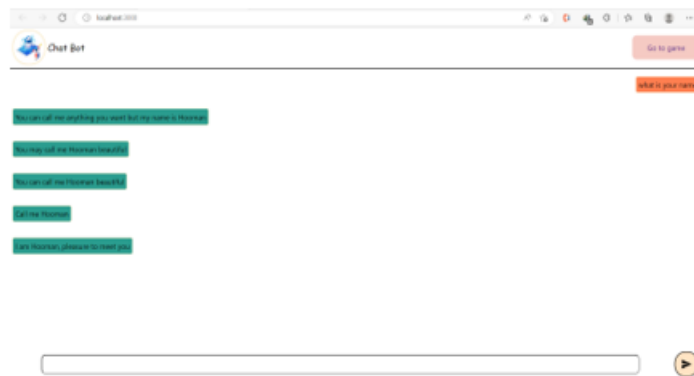 localhost:3000
Chat Bot
Go to game
what is your name
You can call me anything you want but my name is Hooman
You may call me Hooman beautiful
You can call me Hooman beautiful
Call me Hooman
I am Hooman, pleasure to meet you